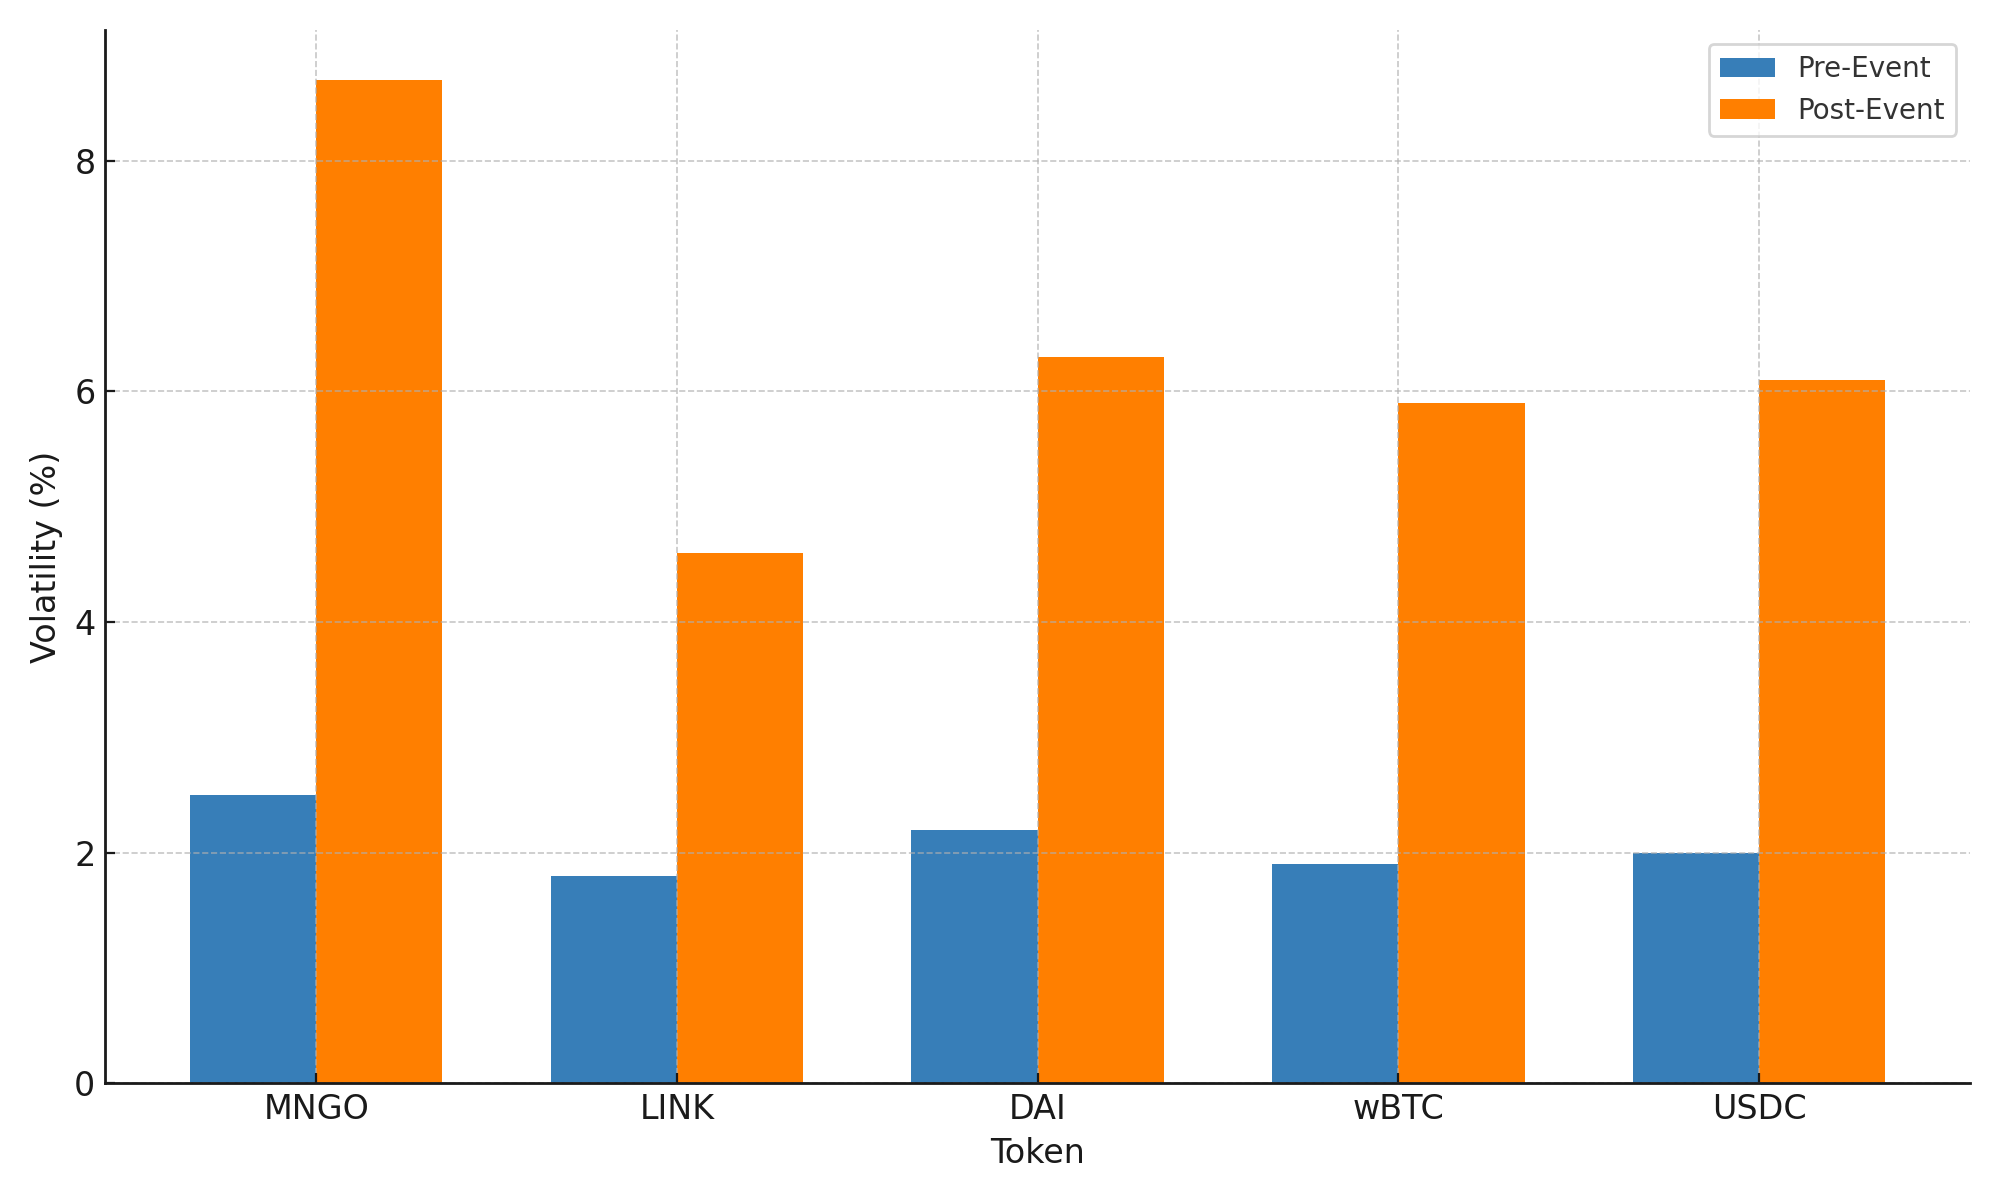 Pre-Event
Post-Event
8
6
4
2
0
Volatility (%)
MNGO LINK DAI wBTC USDC
Token